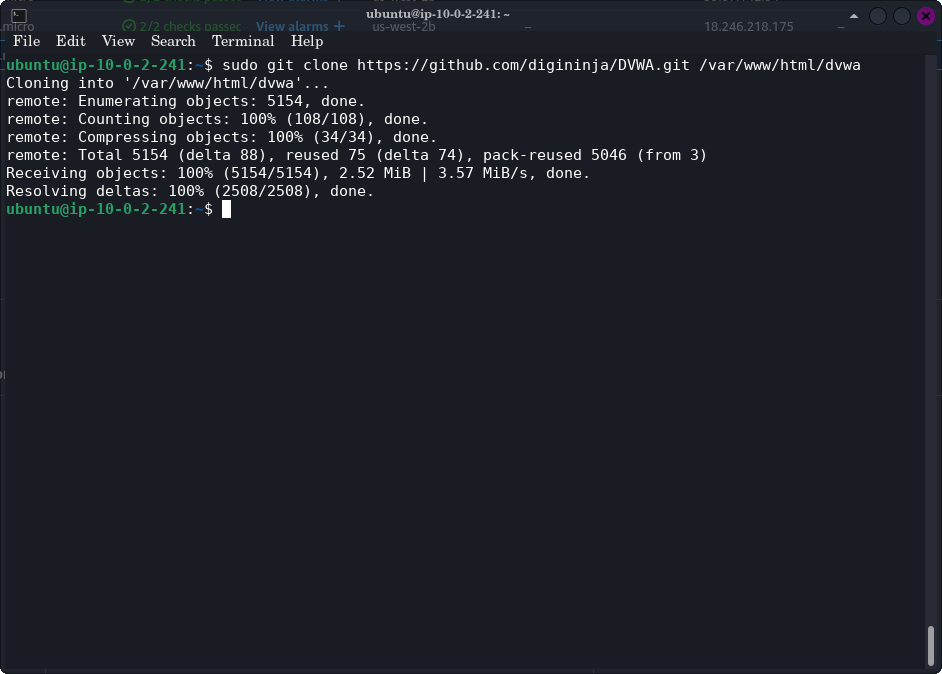 .micro 2/2 checks passec View alarms + us-west-2b – 18.246.218.175 –
ubuntu@ip-10-0-2-241: ~
File Edit View Search Terminal Help
ubuntu@ip-10-0-2-241:~$ sudo git clone https://github.com/digininja/DVWA.git /var/www/html/dvwa
Cloning into '/var/www/html/dvwa'...
remote: Enumerating objects: 5154, done.
remote: Counting objects: 100% (108/108), done.
remote: Compressing objects: 100% (34/34), done.
remote: Total 5154 (delta 88), reused 75 (delta 74), pack-reused 5046 (from 3)
Receiving objects: 100% (5154/5154), 2.52 MiB | 3.57 MiB/s, done.
Resolving deltas: 100% (2508/2508), done.
ubuntu@ip-10-0-2-241:~$